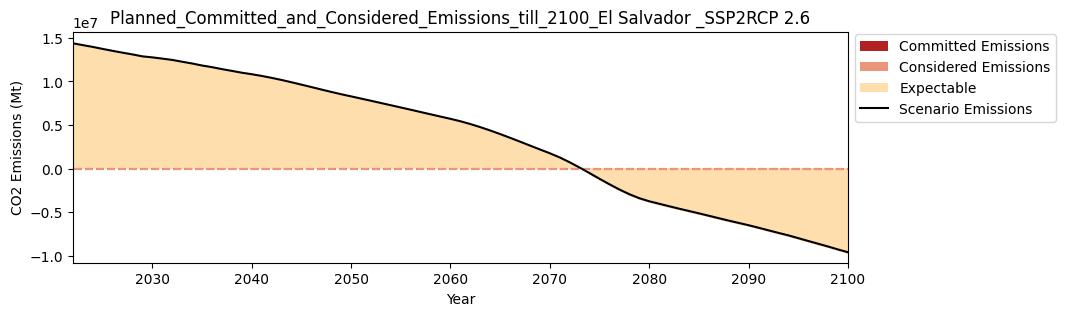 Planned_Committed_and_Considered_Emissions_till_2100_El Salvador _SSP2RCP 2.6
1e7
1.5
1.0
0.5
0.0
−0.5
−1.0
CO2 Emissions (Mt)
2030 2040 2050 2060 2070 2080 2090 2100
Year
Committed Emissions
Considered Emissions
Expectable
Scenario Emissions